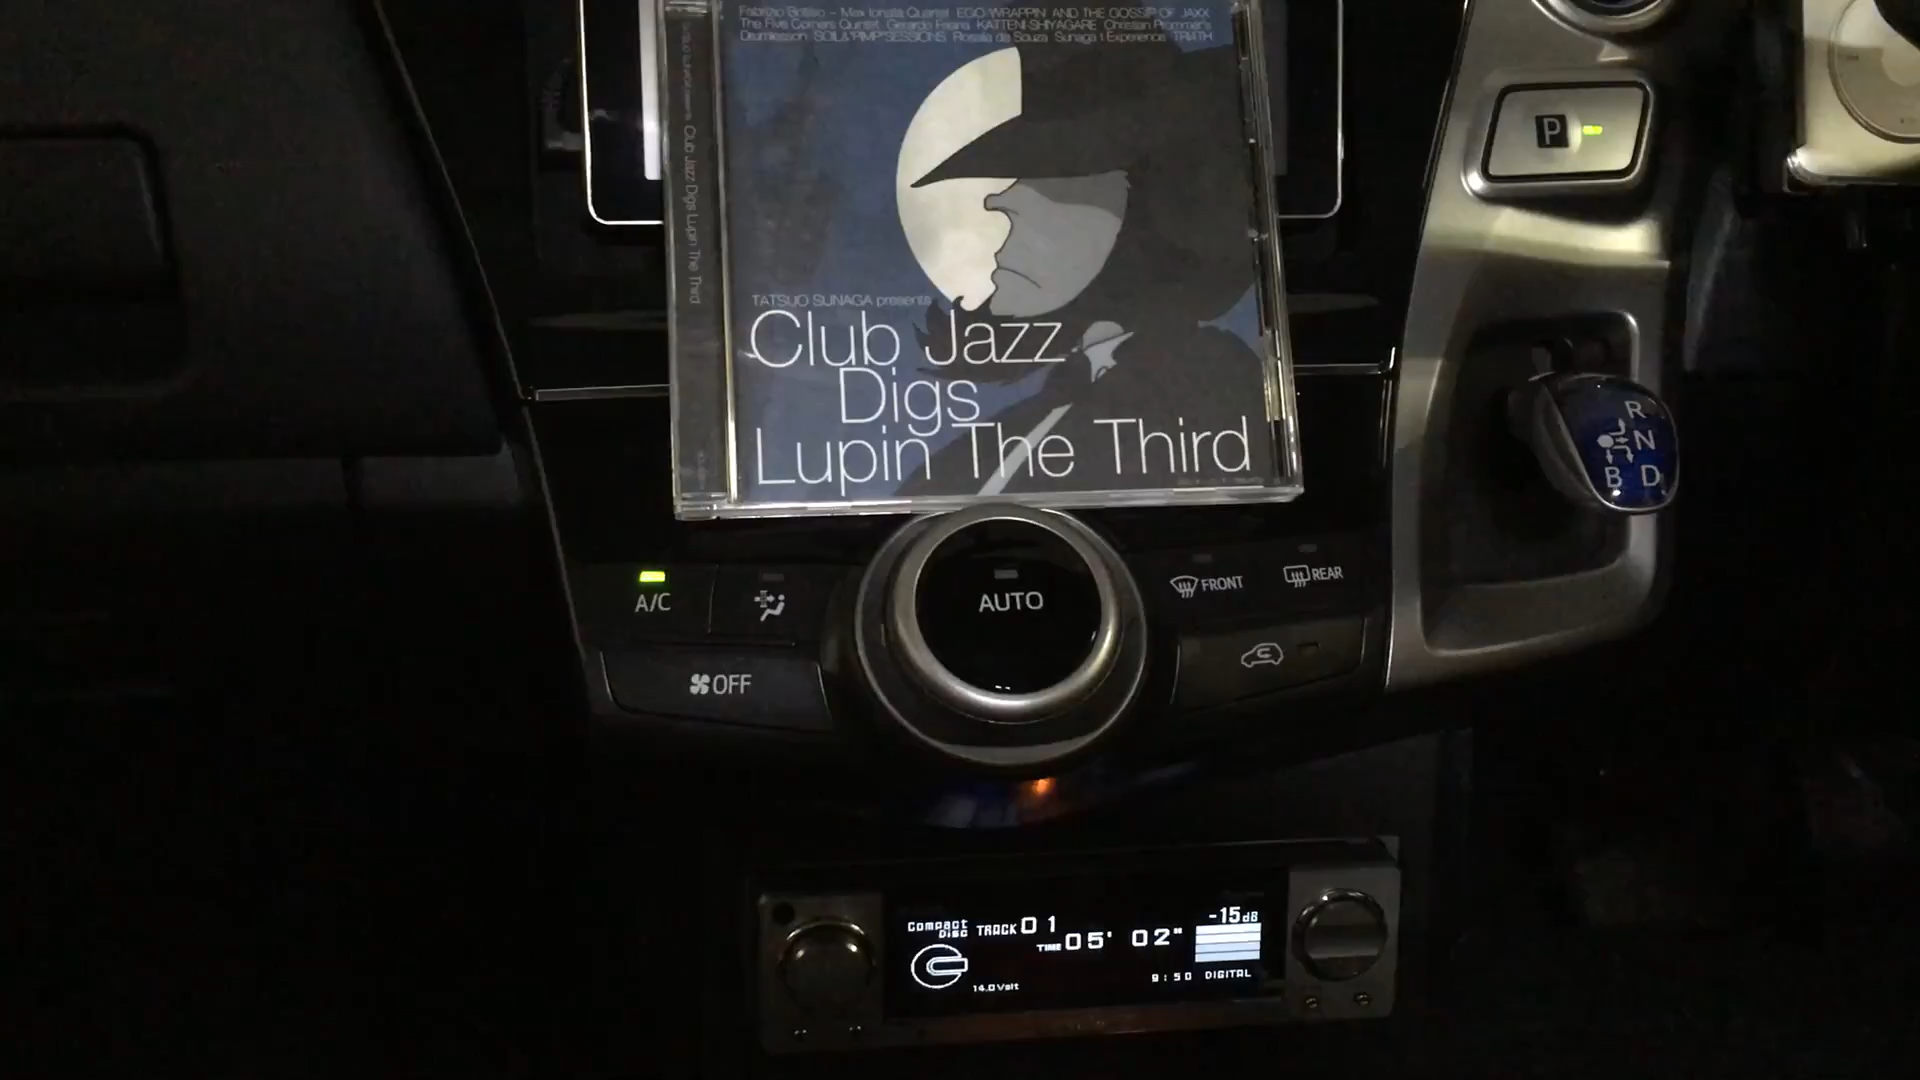 Fabrizio Bosso – Max Ionata Quartet EGO-WRAPPIN' AND THE GOSSIP OF JAXX
The Five Corners Quintet Gerardo Frisina KATTENI-SHIYAGARE Christian Prommer's
Drumlesson SOIL&"PIMP"SESSIONS Rosalia de Souza Sunaga t Experience TRI4TH
TATSUO SUNAGA presents
Club Jazz
Digs
Lupin The Third
Club Jazz Digs Lupin The Third
P
R
N
B D
A/C
AUTO
FRONT
REAR
OFF
Compact
Disc
TRACK 01
TIME 05' 02"
-15dB
14.0Volt
9:50 DIGITAL